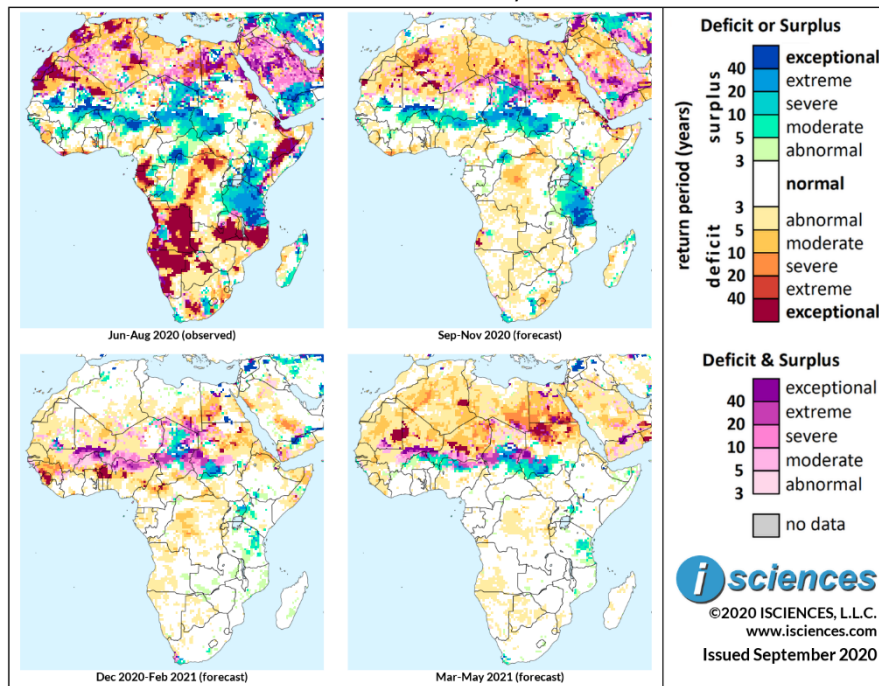 Jun-Aug 2020 (observed)
Sep-Nov 2020 (forecast)
Dec 2020-Feb 2021 (forecast)
Mar-May 2021 (forecast)
Deficit or Surplus
return period (years)
deficit
surplus
40
20
10
5
3
3
5
10
20
40
exceptional
extreme
severe
moderate
abnormal
normal
abnormal
moderate
severe
extreme
exceptional
Deficit & Surplus
40
20
10
5
3
exceptional
extreme
severe
moderate
abnormal
no data
i sciences
©2020 ISCIENCES, L.L.C.
www.isciences.com
Issued September 2020